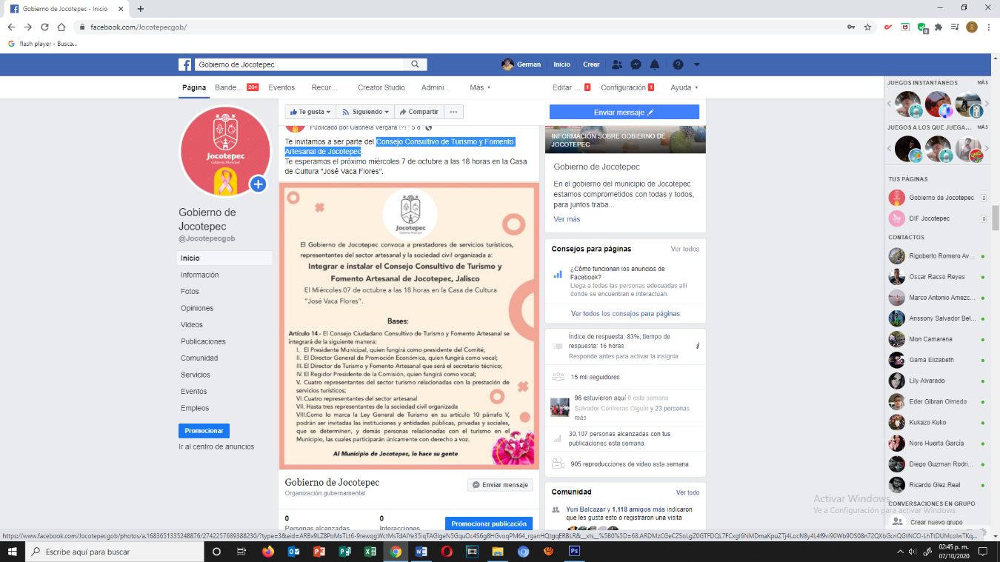 Gobierno de Jocotepec - Inicio
facebook.com/Jocotepecgob/
flash player - Busca...
Gobierno de Jocotepec
German Inicio Crear
Página Bande... 20+ Eventos Recur... Creator Studio Admini... Más Editar ... 1 Configuración 1 Ayuda
Te gusta Siguiendo Compartir ...
Enviar mensaje
Jocotepec
Gobierno Municipal
Gobierno de Jocotepec
@Jocotepecgob
Inicio
Información
Fotos
Opiniones
Videos
Publicaciones
Comunidad
Servicios
Eventos
Empleos
Promocionar
Ir al centro de anuncios
Publicado por Gabriela Vergara [?] · 5 d ·
Te invitamos a ser parte del Consejo Consultivo de Turismo y Fomento
Artesanal de Jocotepec.
Te esperamos el próximo miércoles 7 de octubre a las 18 horas en la Casa
de Cultura "José Vaca Flores".
Jocotepec
Gobierno Municipal
El Gobierno de Jocotepec convoca a prestadores de servicios turísticos,
representantes del sector artesanal y la sociedad civil organizada a:
Integrar e instalar el Consejo Consultivo de Turismo y
Fomento Artesanal de Jocotepec, Jalisco
El Miércoles 07 de octubre a las 18 horas en la Casa de Cultura
“José Vaca Flores”.
Bases:
Artículo 14.- El Consejo Ciudadano Consultivo de Turismo y Fomento Artesanal se
integrará de la siguiente manera:
I. El Presidente Municipal, quien fungirá como presidente del Comité;
II. El Director General de Promoción Económica, quien fungirá como vocal;
III. El Director de Turismo y Fomento Artesanal que será el secretario técnico;
IV. El Regidor Presidente de la Comisión, quien fungirá como vocal;
V. Cuatro representantes del sector turismo relacionadas con la prestación de
servicios turísticos;
VI. Cuatro representantes del sector artesanal
VII. Hasta tres representantes de la sociedad civil organizada
VIII. Como lo marca la Ley General de Turismo en su artículo 10 párrafo V,
podrán ser invitadas las instituciones y entidades públicas, privadas y sociales,
que se determinen, y demás personas relacionadas con el turismo en el
Municipio, las cuales participarán únicamente con derecho a voz.
Al Municipio de Jocotepec, lo hace su gente
Gobierno de Jocotepec
Organización gubernamental
Enviar mensaje
0 0
Personas alcanzadas Interacciones
Promocionar publicación
INFORMACIÓN SOBRE GOBIERNO DE
JOCOTEPEC
Gobierno de Jocotepec
En el gobierno del municipio de Jocotepec
estamos comprometidos con todas y todos,
para juntos traba...
Ver más
Consejos para páginas Ver todos
¿Cómo funcionan los anuncios de
Facebook?
Llega a todas las personas adecuadas allí
donde se encuentran e interactúan.
Ver todos los consejos para páginas
Índice de respuesta: 83%; tiempo de
respuesta: 16 horas
Responde antes para activar la insignia
15 mil seguidores
96 estuvieron aquí 0 esta semana
Salvador Contreras Olguin y 23 personas
más
30,107 personas alcanzadas con tus
publicaciones esta semana
905 reproducciones de video esta semana
Comunidad Ver todo
Yuri Balcazar y 1,118 amigos más indicaron
que les gusta esto o registraron una visita
JUEGOS INSTANTÁNEOS MÁS
JUEGOS A LOS QUE JUEGA... MÁS
TUS PÁGINAS
Gobierno de Jocotepec
DIF Jocotepec
CONTACTOS
Rigoberto Romero Av...
Oscar Racso Reyes
Marco Antonio Amezc...
Anssony Salvador Bel...
Mon Camarena
Gama Elizabeth
Lily Alvarado
Eder Gibran Olmedo
Kukazo Kuko
Nore Huerta García
Diego Guzman Rodri...
Ricardo Glez Real
CONVERSACIONES EN GRUPO
Crear nuevo grupo
Activar Windows
Ve a Configuración para activar Windows.
Escribe aquí para buscar
02:45 p. m.
07/10/2020